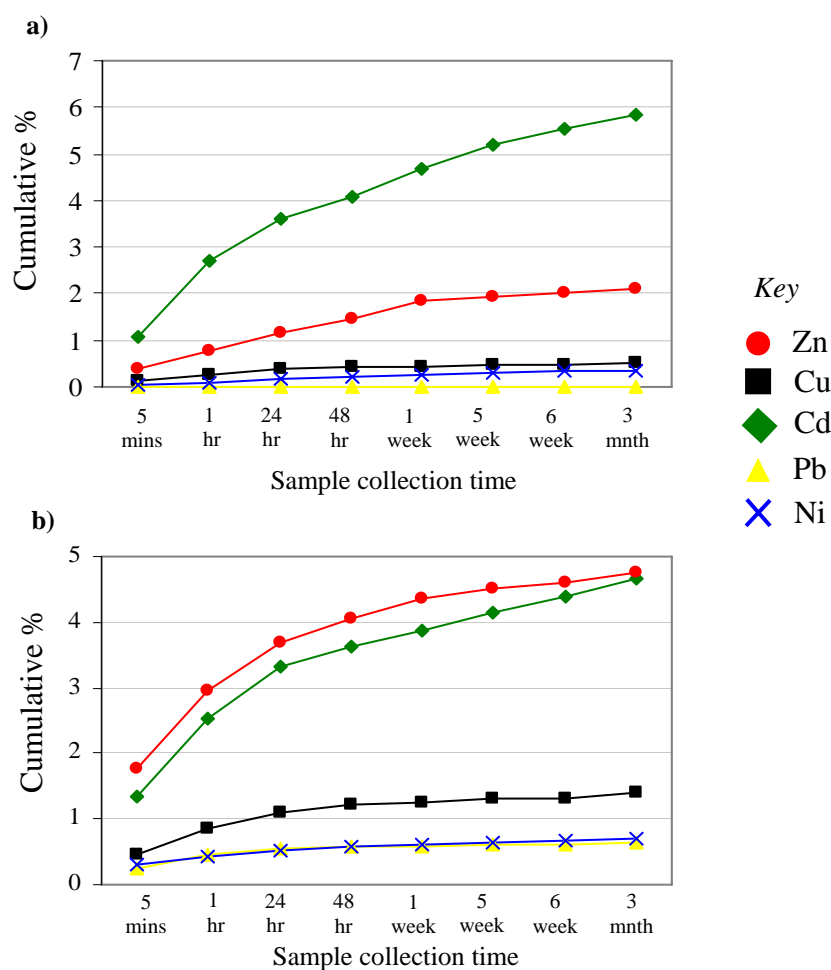 a)
7
6
5
4
3
2
1
0
Cumulative %
5 mins
1 hr
24 hr
48 hr
1 week
5 week
6 week
3 mnth
Sample collection time
Key
Zn
Cu
Cd
Pb
Ni
b)
5
4
3
2
1
0
Cumulative %
5 mins
1 hr
24 hr
48 hr
1 week
5 week
6 week
3 mnth
Sample collection time